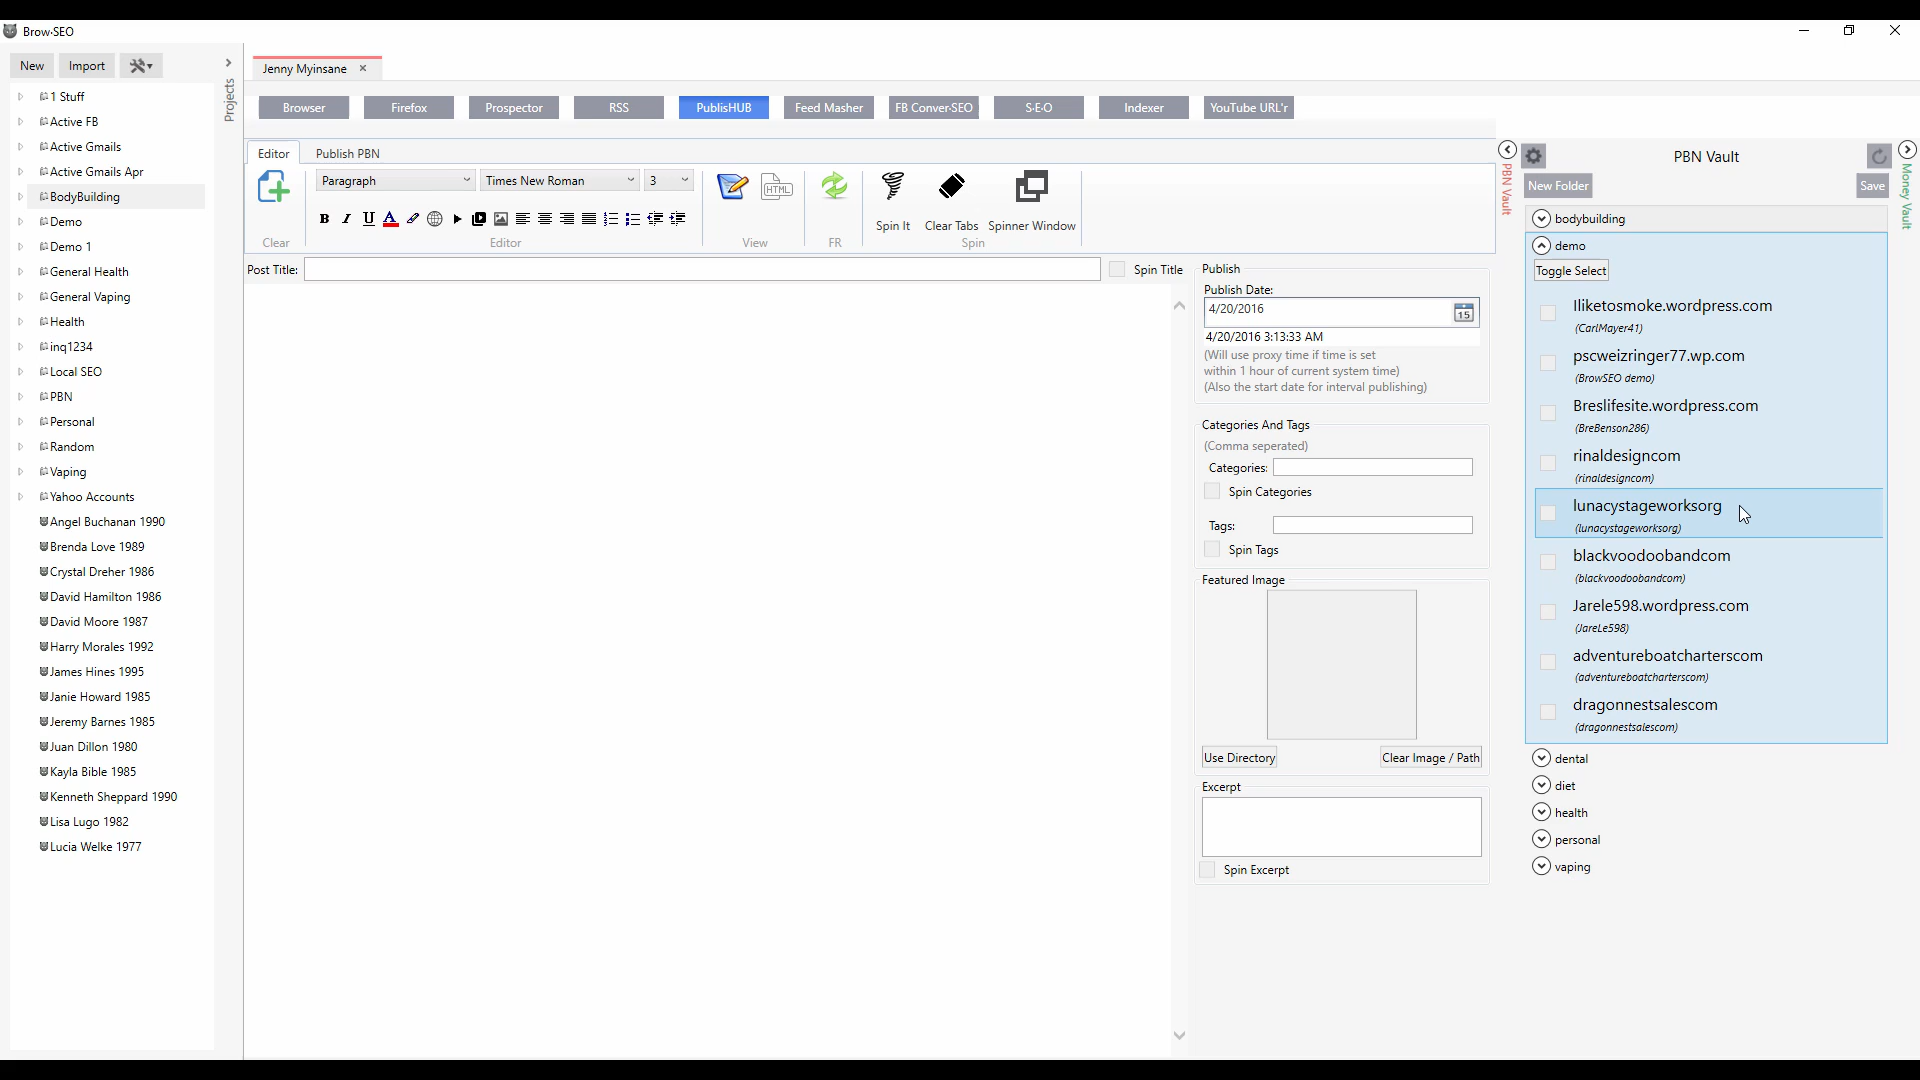 Brow-SEO
New
Import
Projects
1 Stuff
Active FB
Active Gmails
Active Gmails Apr
BodyBuilding
Demo
Demo 1
General Health
General Vaping
Health
inq1234
Local SEO
PBN
Personal
Random
Vaping
Yahoo Accounts
Angel Buchanan 1990
Brenda Love 1989
Crystal Dreher 1986
David Hamilton 1986
David Moore 1987
Harry Morales 1992
James Hines 1995
Janie Howard 1985
Jeremy Barnes 1985
Juan Dillon 1980
Kayla Bible 1985
Kenneth Sheppard 1990
Lisa Lugo 1982
Lucia Welke 1977
Jenny Myinsane
Browser Firefox Prospector RSS PublisHUB Feed Masher FB Conver-SEO S-E-O Indexer YouTube URL'r
Editor Publish PBN
Paragraph Times New Roman 3
HTML
B I U A
Spin It Clear Tabs Spinner Window
Clear Editor View FR Spin
Post Title: Spin Title
Publish
Publish Date:
4/20/2016
15
4/20/2016 3:13:33 AM
(Will use proxy time if time is set
within 1 hour of current system time)
(Also the start date for interval publishing)
Categories And Tags
(Comma seperated)
Categories:
Spin Categories
Tags:
Spin Tags
Featured Image
Use Directory Clear Image / Path
Excerpt
Spin Excerpt
PBN Vault
PBN Vault
Money Vault
New Folder Save
bodybuilding
demo
Toggle Select
Iliketosmoke.wordpress.com
(CarlMayer41)
pscweizringer77.wp.com
(BrowSEO demo)
Breslifesite.wordpress.com
(BreBenson286)
rinaldesigncom
(rinaldesigncom)
lunacystageworksorg
(lunacystageworksorg)
blackvoodoobandcom
(blackvoodoobandcom)
Jarele598.wordpress.com
(JareLe598)
adventureboatcharterscom
(adventureboatcharterscom)
dragonnestsalescom
(dragonnestsalescom)
dental
diet
health
personal
vaping